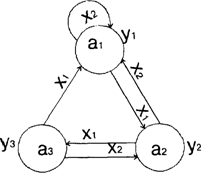 x₂
a₁ y₁
x₁ x₂
x₁
y₃ a₃ x₁ a₂ y₂
x₂